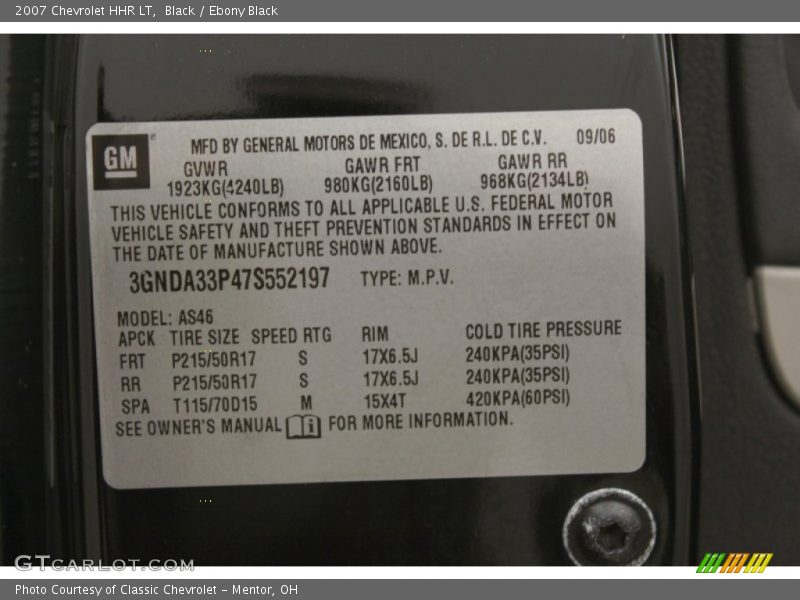 2007 Chevrolet HHR LT, Black / Ebony Black
GM
MFD BY GENERAL MOTORS DE MEXICO, S. DE R.L. DE C.V. 09/06
GVWR GAWR FRT GAWR RR
1923KG(4240LB) 980KG(2160LB) 968KG(2134LB)
THIS VEHICLE CONFORMS TO ALL APPLICABLE U.S. FEDERAL MOTOR
VEHICLE SAFETY AND THEFT PREVENTION STANDARDS IN EFFECT ON
THE DATE OF MANUFACTURE SHOWN ABOVE.
3GNDA33P47S552197 TYPE: M.P.V.
MODEL: AS46
APCK TIRE SIZE SPEED RTG RIM COLD TIRE PRESSURE
FRT P215/50R17 S 17X6.5J 240KPA(35PSI)
RR P215/50R17 S 17X6.5J 240KPA(35PSI)
SPA T115/70D15 M 15X4T 420KPA(60PSI)
SEE OWNER'S MANUAL FOR MORE INFORMATION.
GTCARLOT.COM
Photo Courtesy of Classic Chevrolet - Mentor, OH